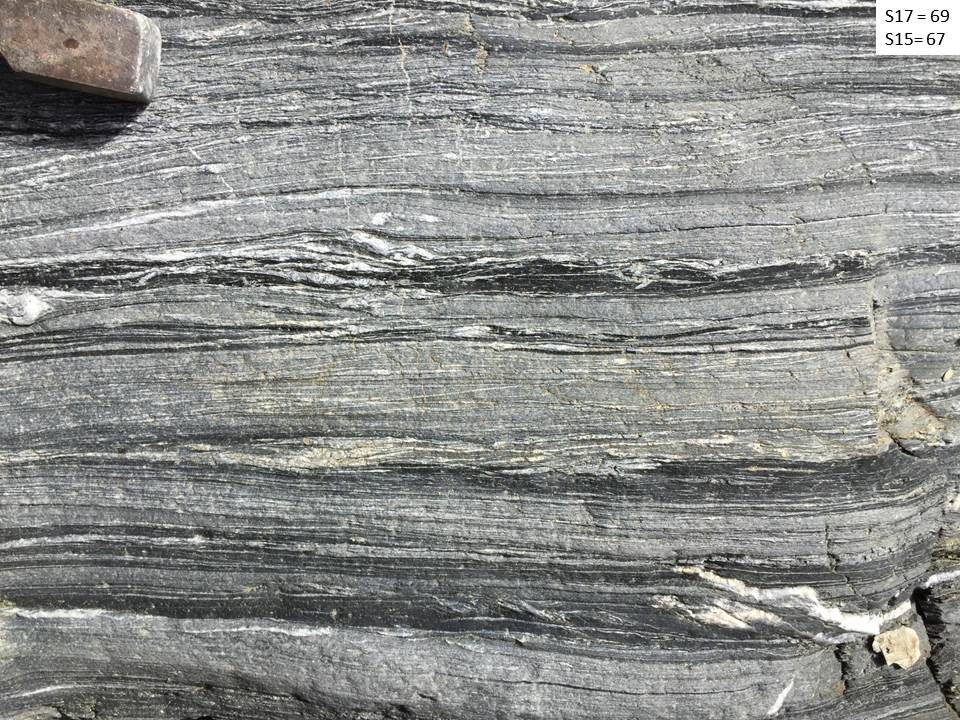 S17 = 69
S15= 67